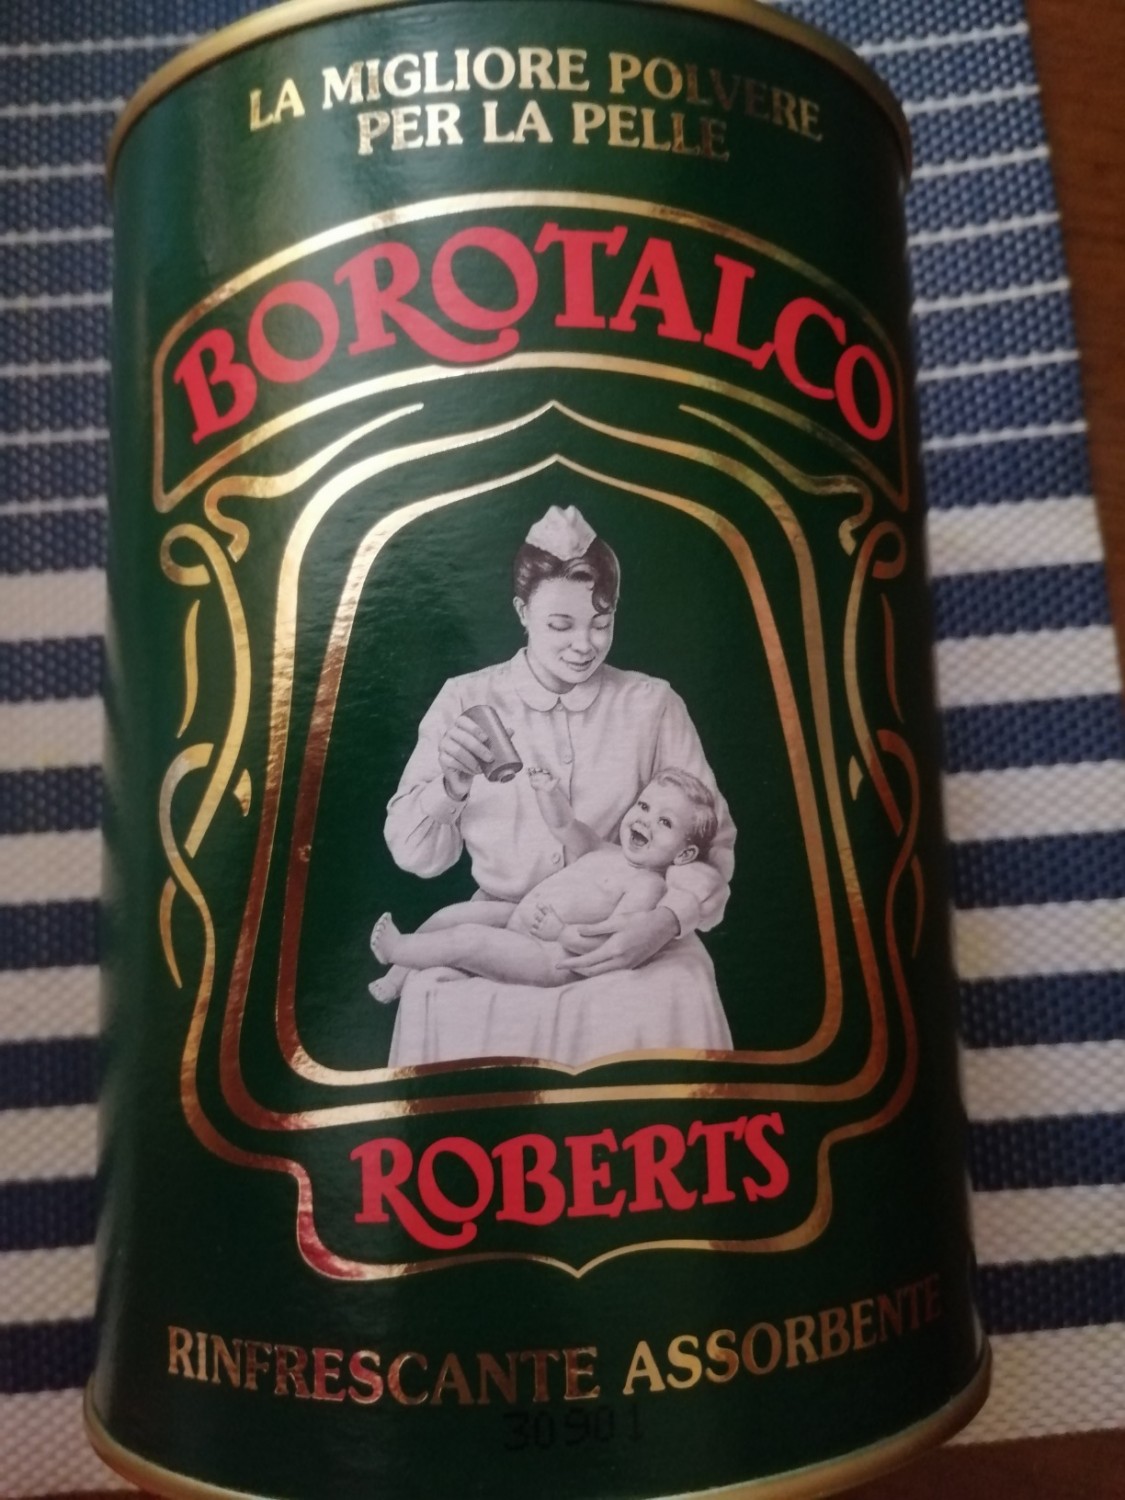 LA MIGLIORE POLVERE
PER LA PELLE
BOROTALCO
ROBERTS
RINFRESCANTE ASSORBENTE
30901